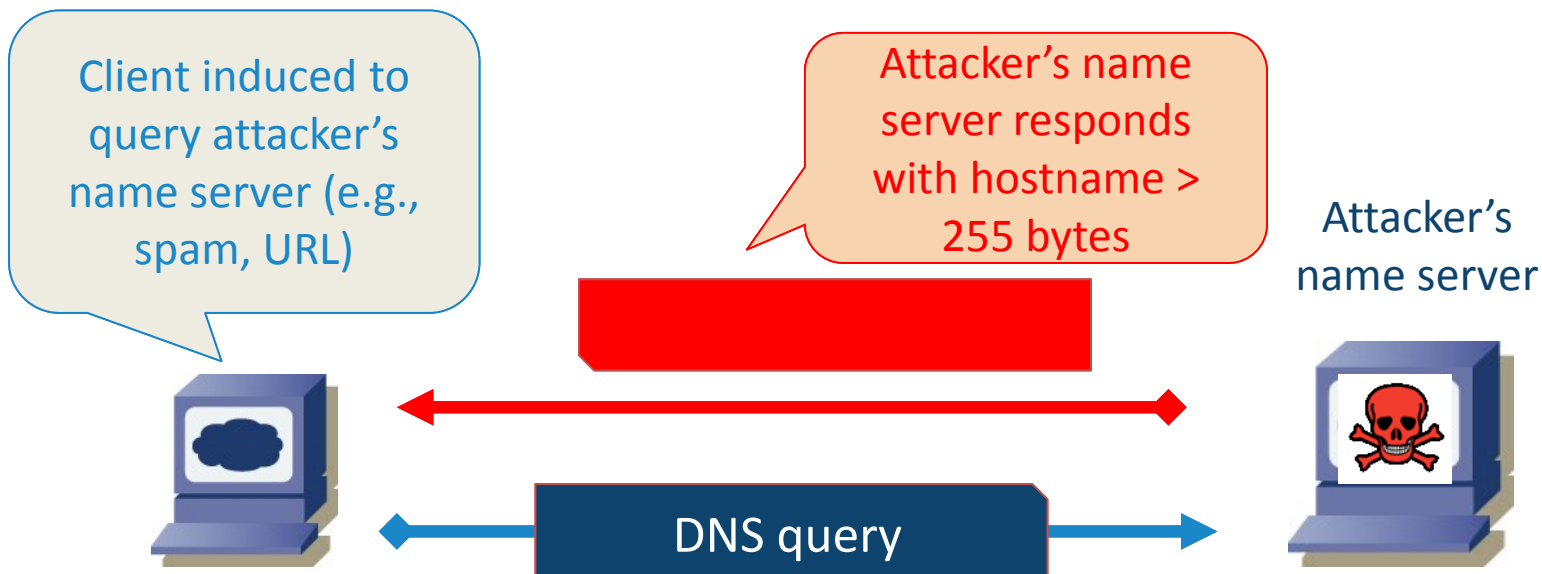 Client induced to
query attacker’s
name server (e.g.,
spam, URL)
Attacker’s name
server responds
with hostname >
255 bytes
Attacker’s
name server
DNS query